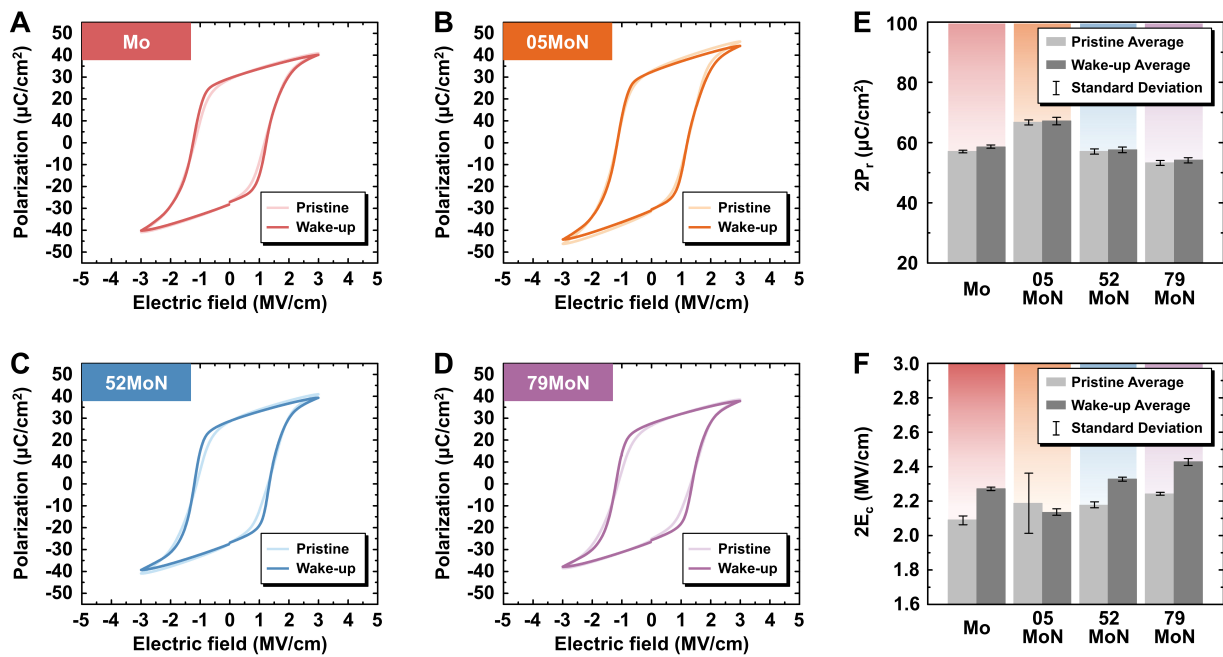 A
Mo
Polarization (µC/cm²)
50
40
30
40
10
0
-10
-20
-30
-40
-50
Pristine
Wake-up
-5 -4 -3 -2 -1 0 1 2 3 4 5
Electric field (MV/cm)
B
05MoN
Polarization (µC/cm²)
50
40
30
40
10
0
-10
-20
-30
-40
-50
Pristine
Wake-up
-5 -4 -3 -2 -1 0 1 2 3 4 5
Electric field (MV/cm)
E
2Pr (µC/cm²)
100
80
60
40
20
Pristine Average
Wake-up Average
Standard Deviation
Mo
05
MoN
52
MoN
79
MoN
C
52MoN
Polarization (µC/cm²)
50
40
30
40
10
0
-10
-20
-30
-40
-50
Pristine
Wake-up
-5 -4 -3 -2 -1 0 1 2 3 4 5
Electric field (MV/cm)
D
79MoN
Polarization (µC/cm²)
50
40
30
40
10
0
-10
-20
-30
-40
-50
Pristine
Wake-up
-5 -4 -3 -2 -1 0 1 2 3 4 5
Electric field (MV/cm)
F
2Ec (MV/cm)
3.0
2.8
2.6
2.4
2.2
2.0
1.8
1.6
Pristine Average
Wake-up Average
Standard Deviation
Mo
05
MoN
52
MoN
79
MoN